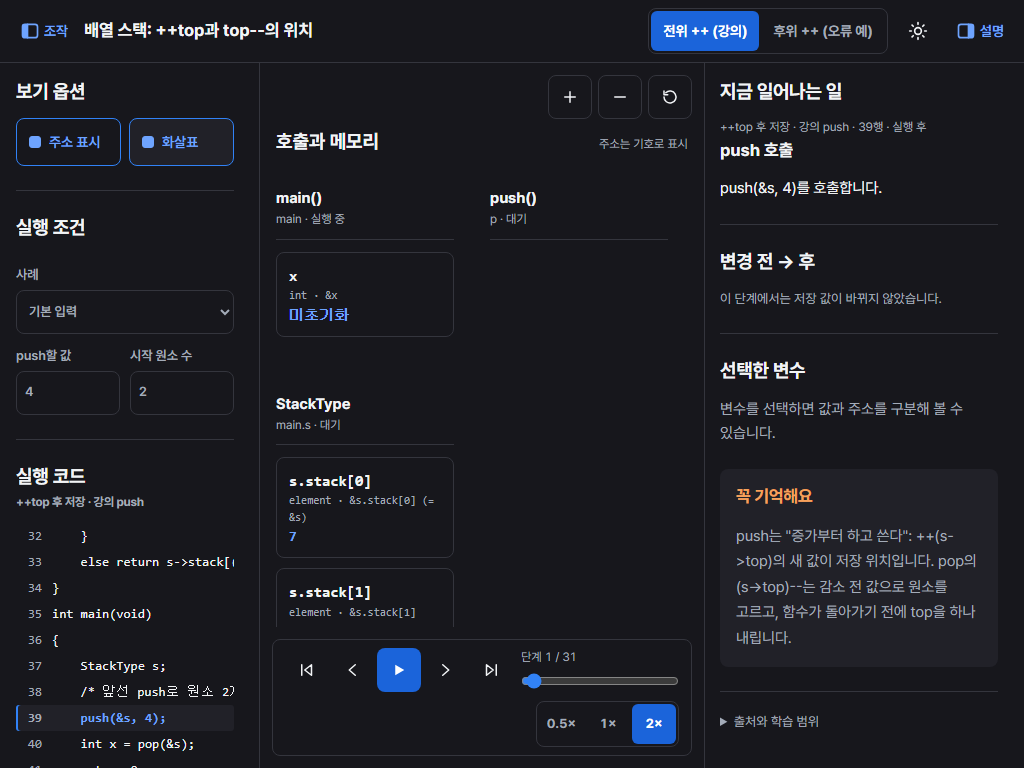 조작
배열 스택: ++top과 top--의 위치
전위 ++ (강의)
후위 ++ (오류 예)
설명
보기 옵션
주소 표시
화살표
실행 조건
사례
기본 입력
push할 값
시작 원소 수
4
2
실행 코드
++top 후 저장 · 강의 push
32 }
33 else return s->stack[(
34 }
35 int main(void)
36 {
37 StackType s;
38 /* 앞선 push로 원소 2
39 push(&s, 4);
40 int x = pop(&s);
호출과 메모리
주소는 기호로 표시
main()
main · 실행 중
push()
p · 대기
x
int · &x
미초기화
StackType
main.s · 대기
s.stack[0]
element · &s.stack[0] (=
&s)
7
s.stack[1]
element · &s.stack[1]
단계 1 / 31
0.5×
1×
2×
지금 일어나는 일
++top 후 저장 · 강의 push · 39행 · 실행 후
push 호출
push(&s, 4)를 호출합니다.
변경 전 → 후
이 단계에서는 저장 값이 바뀌지 않았습니다.
선택한 변수
변수를 선택하면 값과 주소를 구분해 볼 수
있습니다.
꼭 기억해요
push는 "증가부터 하고 쓴다": ++(s-
>top)의 새 값이 저장 위치입니다. pop의
(s->top)--는 감소 전 값으로 원소를
고르고, 함수가 돌아가기 전에 top을 하나
내립니다.
출처와 학습 범위